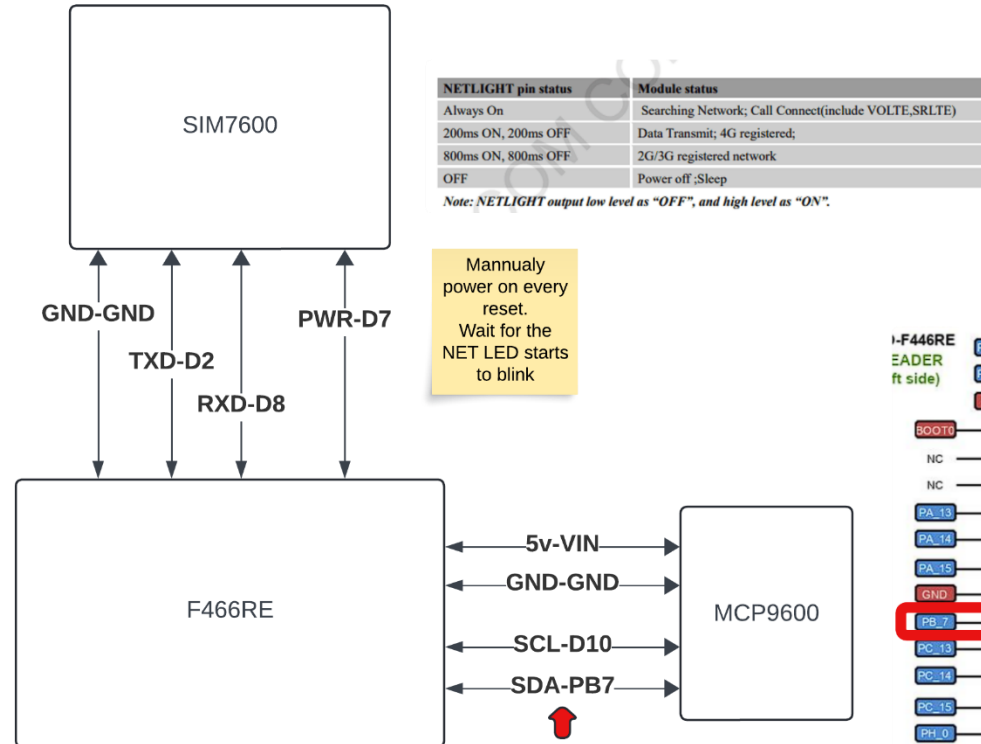 SIM7600
NETLIGHT pin status Module status
Always On Searching Network; Call Connect(include VOLTE,SRLTE)
200ms ON, 200ms OFF Data Transmit; 4G registered;
800ms ON, 800ms OFF 2G/3G registered network
OFF Power off ;Sleep
Note: NETLIGHT output low level as “OFF”, and high level as “ON”.
Mannualy
power on every
reset.
Wait for the
NET LED starts
to blink
GND-GND
PWR-D7
TXD-D2
RXD-D8
F466RE
5v-VIN
GND-GND
SCL-D10
SDA-PB7
MCP9600
-F446RE
EADER
ft side)
BOOT0
NC
NC
PA_13
PA_14
PA_15
GND
PB_7
PC_13
PC_14
PC_15
PH_0